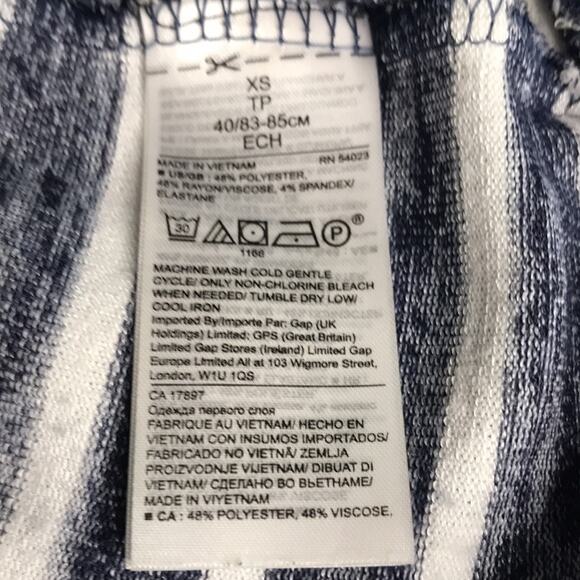 XS
TP
40/83-85CM
ECH
MADE IN VIETNAM RN 54023
■ US/GB : 48% POLYESTER,
48% RAYON/VISCOSE, 4% SPANDEX/
ELASTANE
30 P®
1166
MACHINE WASH COLD GENTLE
CYCLE/ ONLY NON-CHLORINE BLEACH
WHEN NEEDED/ TUMBLE DRY LOW/
COOL IRON
Imported By/Importe Par: Gap (UK
Holdings) Limited; GPS (Great Britain)
Limited Gap Stores (Ireland) Limited Gap
Europe Limited All at 103 Wigmore Street,
London, W1U 1QS
CA 17897
Одежда первого слоя
FABRIQUE AU VIETNAM/ HECHO EN
VIETNAM CON INSUMOS IMPORTADOS/
FABRICADO NO VIETNÃ/ ZEMLJA
PROIZVODNJE VIJETNAM/ DIBUAT DI
VIETNAM/ СДЕЛАНО ВО ВЬЕТНАМЕ/
MADE IN VIYETNAM
■ CA : 48% POLYESTER, 48% VISCOSE,